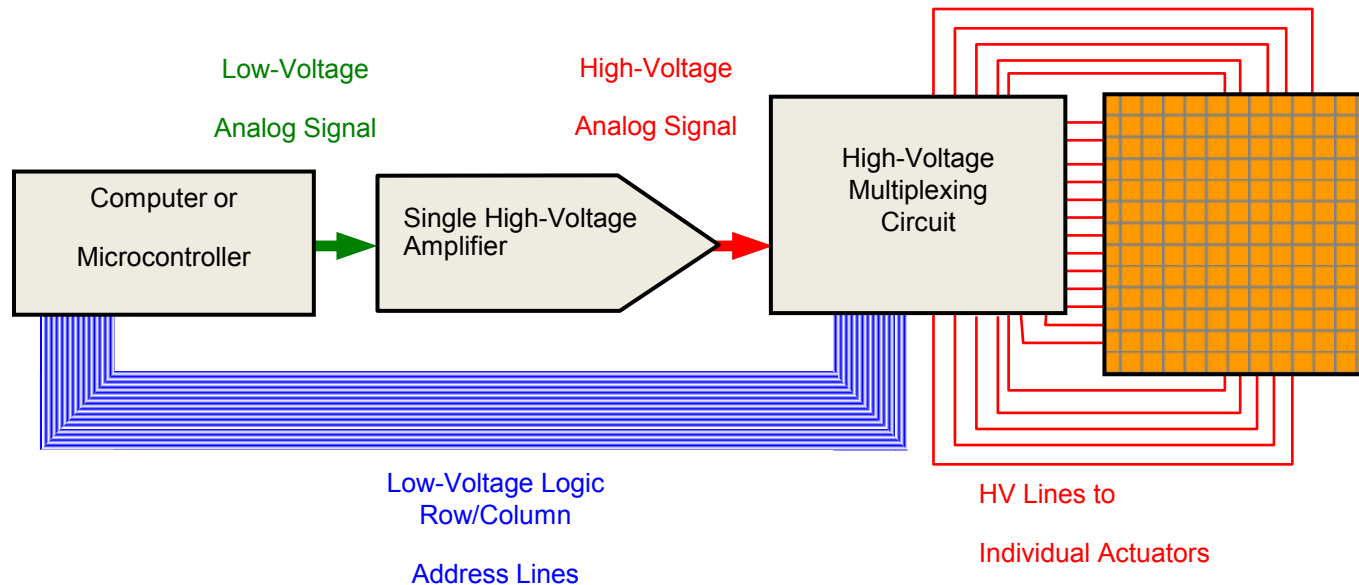 Low-Voltage
Analog Signal
High-Voltage
Analog Signal
Computer or
Microcontroller
Single High-Voltage
Amplifier
High-Voltage
Multiplexing
Circuit
Low-Voltage Logic
Row/Column
Address Lines
HV Lines to
Individual Actuators